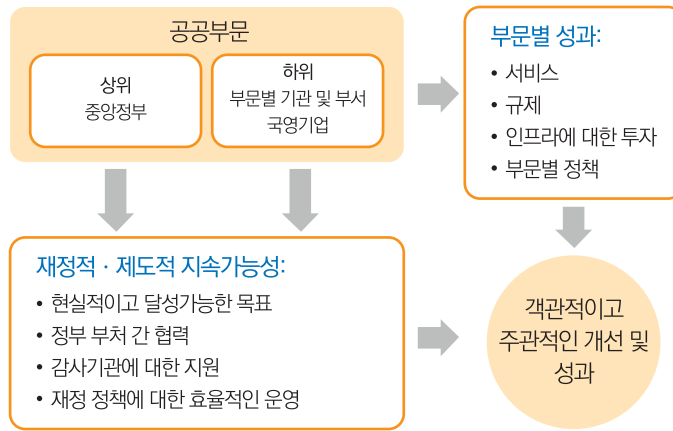 공공부문
상위
중앙정부
하위
부문별 기관 및 부서
국영기업
부문별 성과:
• 서비스
• 규제
• 인프라에 대한 투자
• 부문별 정책
재정적 · 제도적 지속가능성:
• 현실적이고 달성가능한 목표
• 정부 부처 간 협력
• 감사기관에 대한 지원
• 재정 정책에 대한 효율적인 운영
객관적이고
주관적인 개선 및
성과